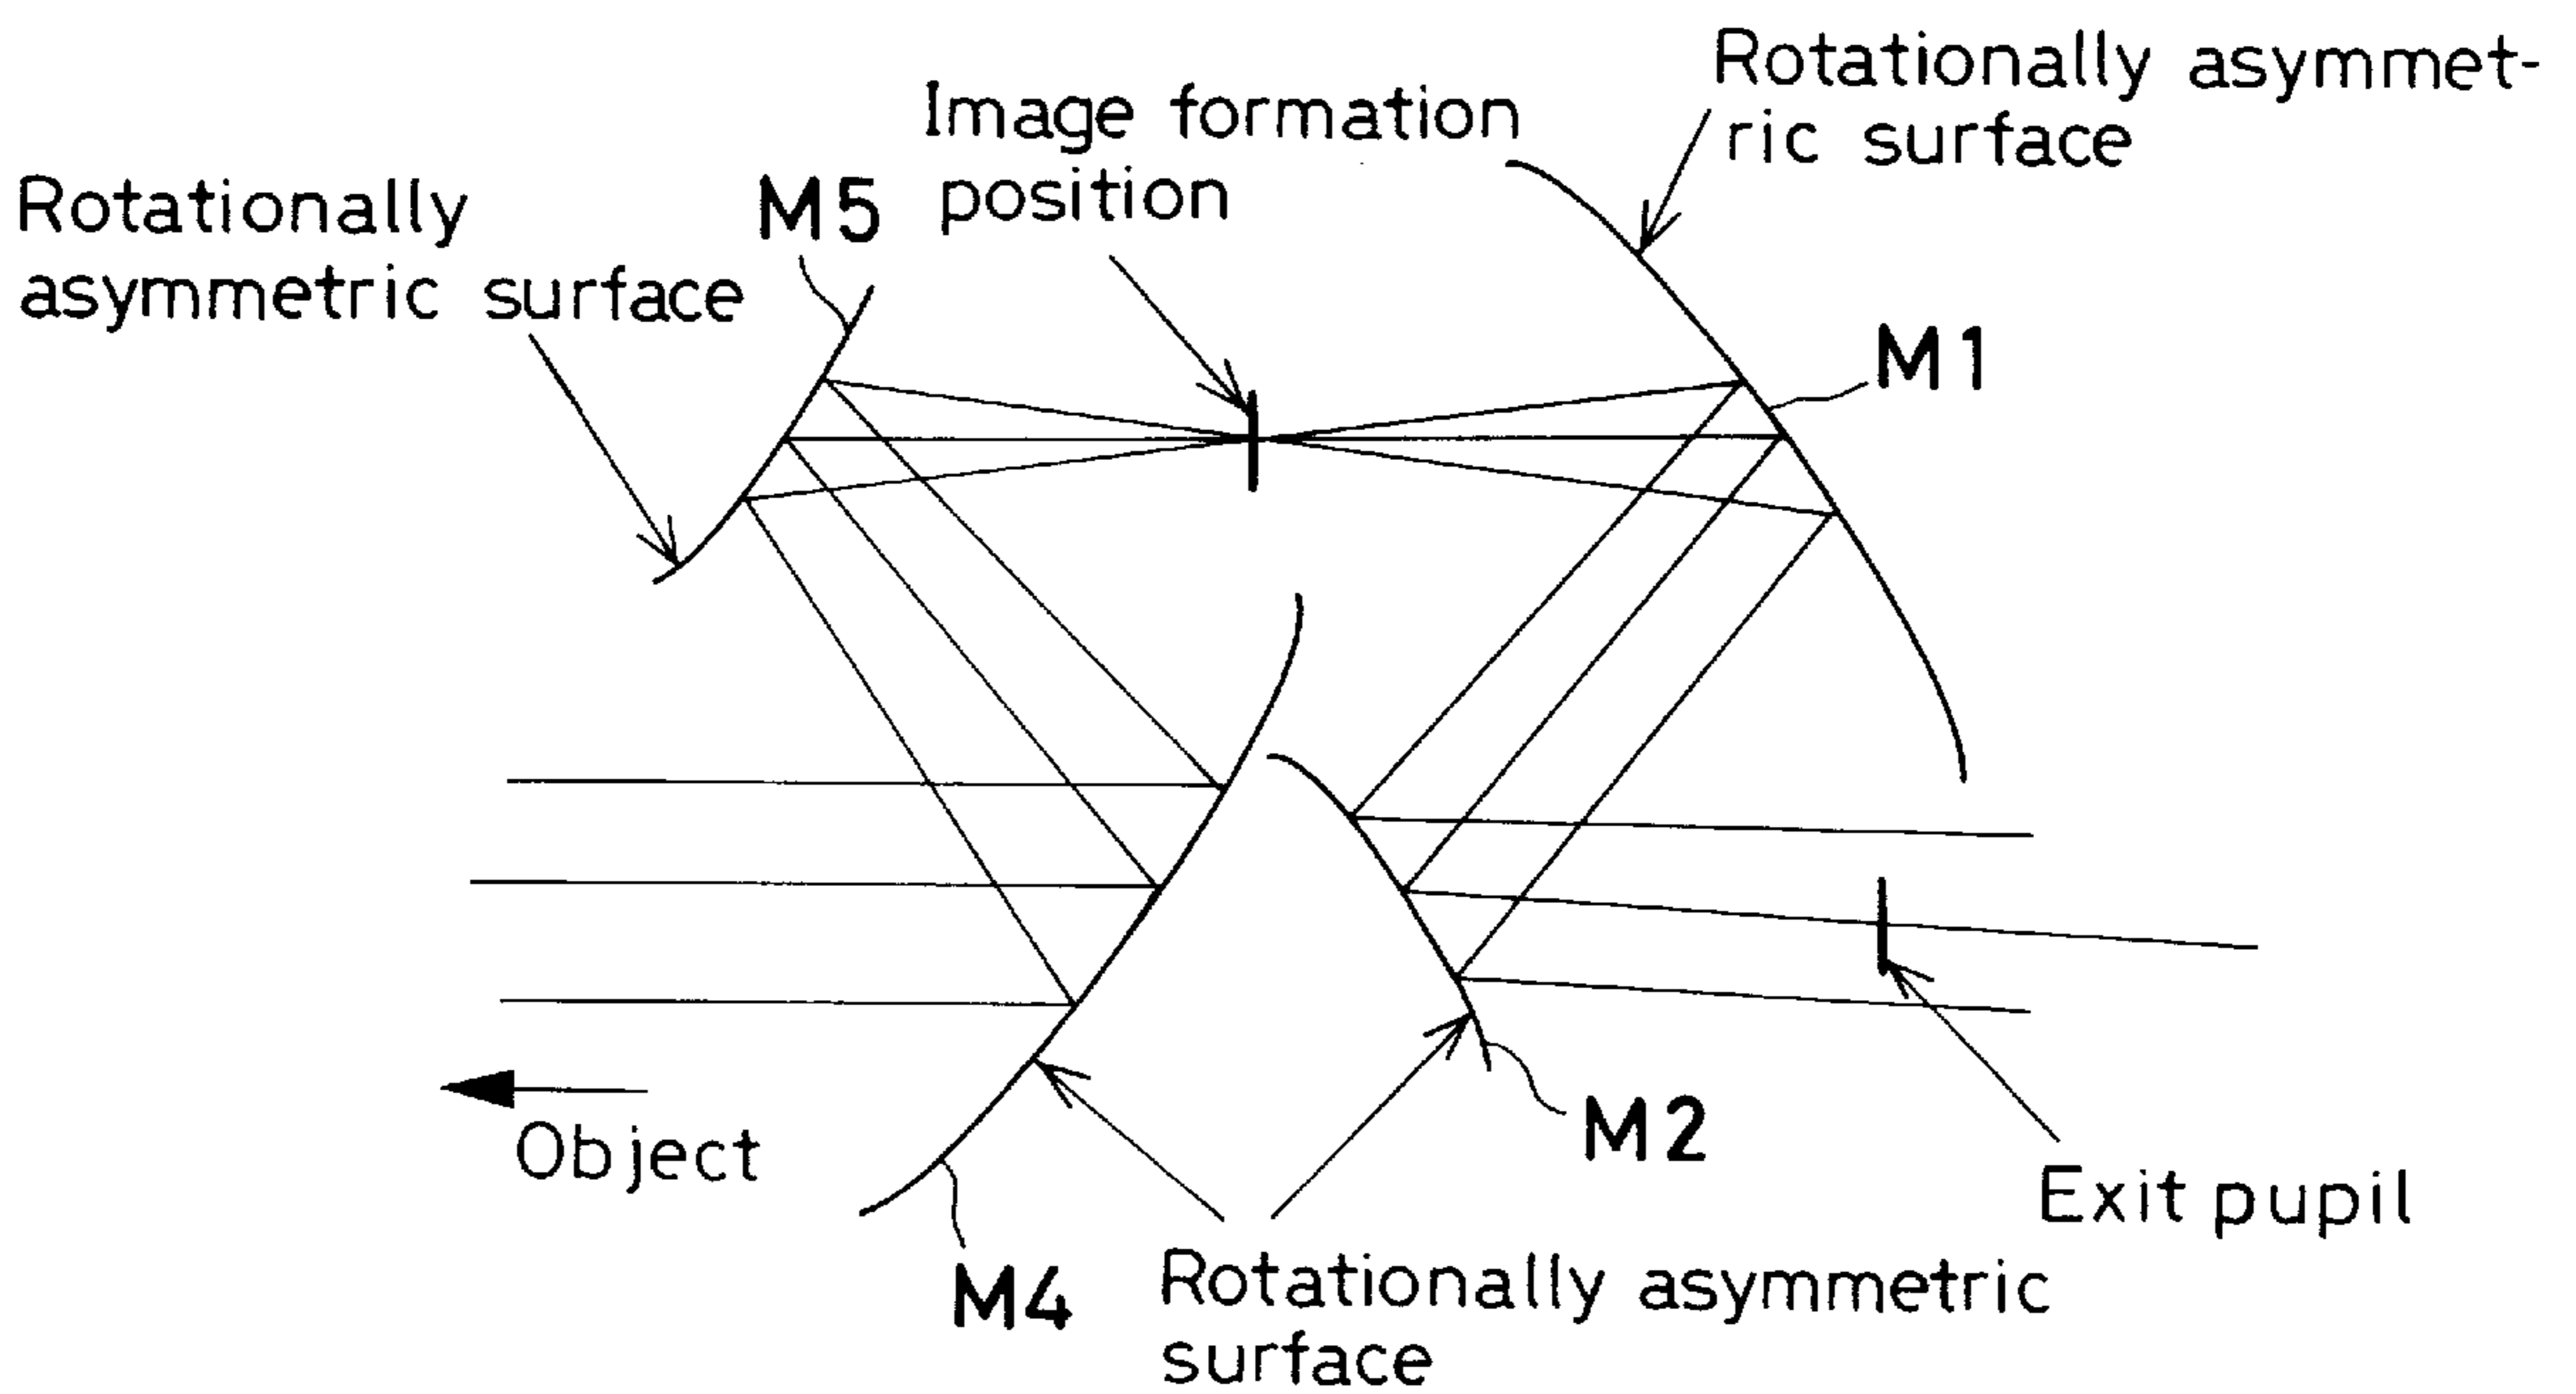 Rotationally asymmet-
ric surface
Image formation
position
Rotationally
asymmetric surface
M5
M1
Object
M2
Exit pupil
M4
Rotationally asymmetric
surface